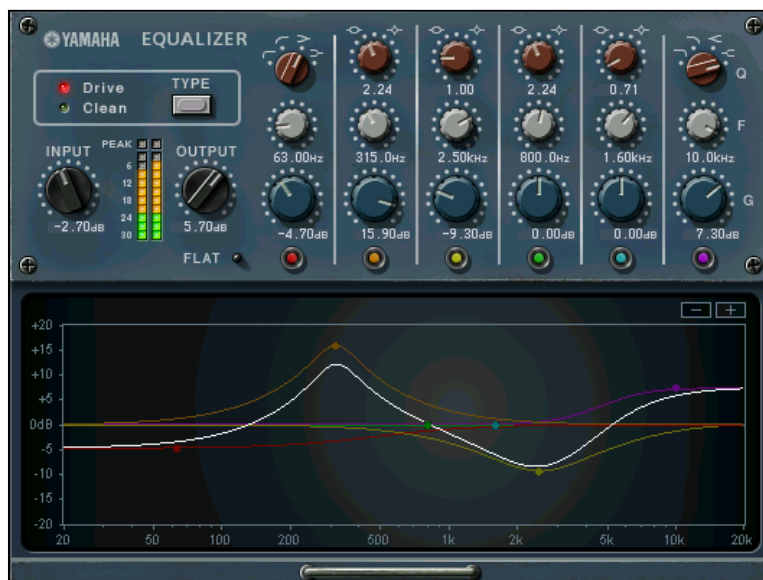 YAMAHA EQUALIZER
Drive
Clean
TYPE
INPUT
PEAK
6
12
18
24
30
OUTPUT
-2.70dB
5.70dB
FLAT
2.24
1.00
2.24
0.71
Q
63.00Hz
315.0Hz
2.50kHz
800.0Hz
1.60kHz
10.0kHz
F
-4.70dB
15.90dB
-9.30dB
0.00dB
0.00dB
7.30dB
G
- +
+20
+15
+10
+5
0dB
-5
-10
-15
-20
20 50 100 200 500 1k 2k 5k 10k 20k